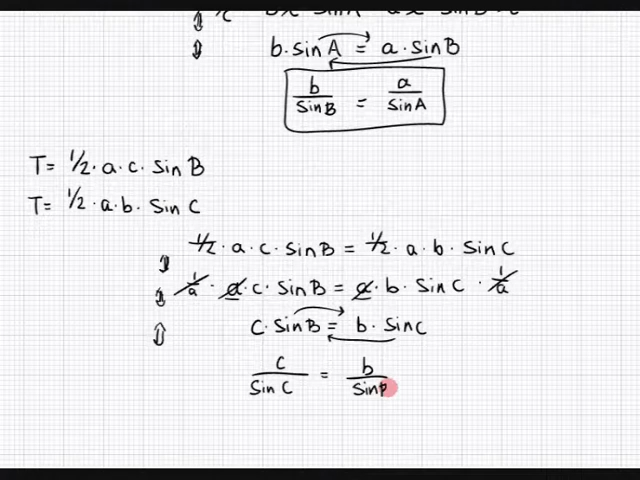 b · sin A = a · sin B
b/sin B = a/sin A
T = 1/2 · a · c · sin B
T = 1/2 · a · b · sin C
1/2 · a · c · sin B = 1/2 · a · b · sin C
1/a · a · c · sin B = a · b · sin C · 1/a
c · sin B = b · sin C
c/sin C = b/sin